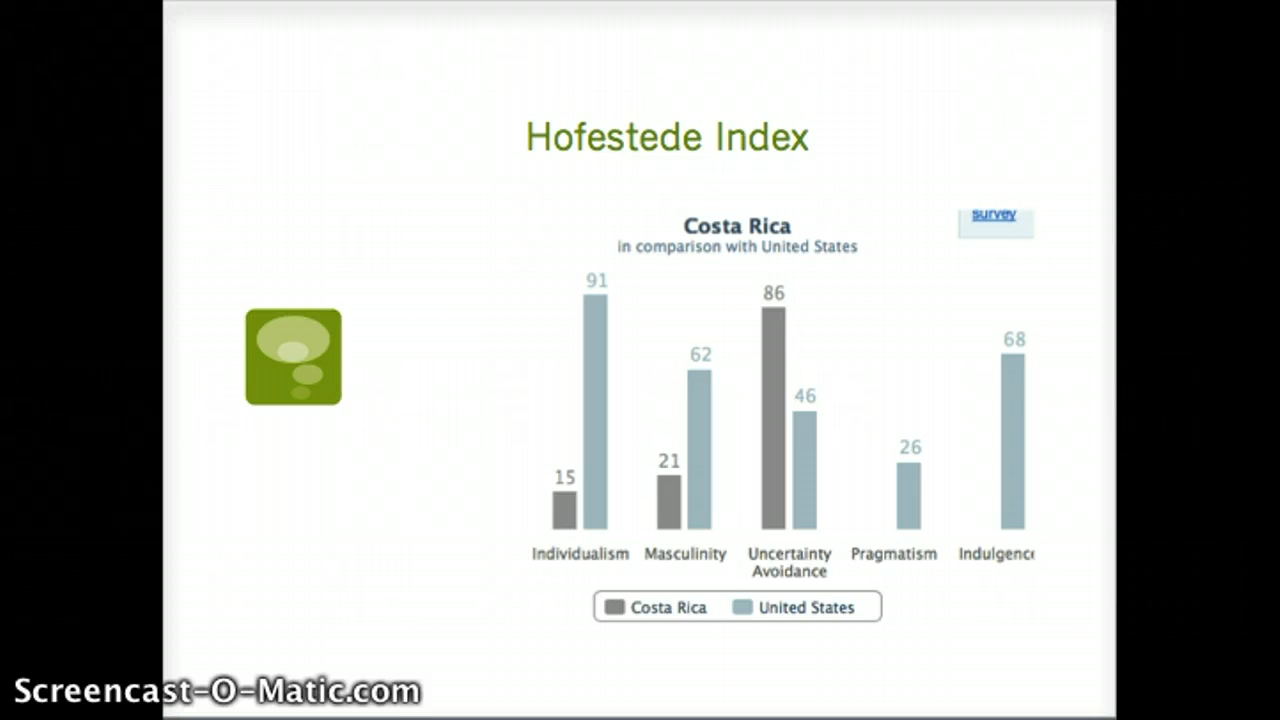 Hofestede Index
survey
Costa Rica
in comparison with United States
91
86
68
62
46
26
21
15
Individualism Masculinity Uncertainty Avoidance Pragmatism Indulgence
Costa Rica United States
Screencast-O-Matic.com